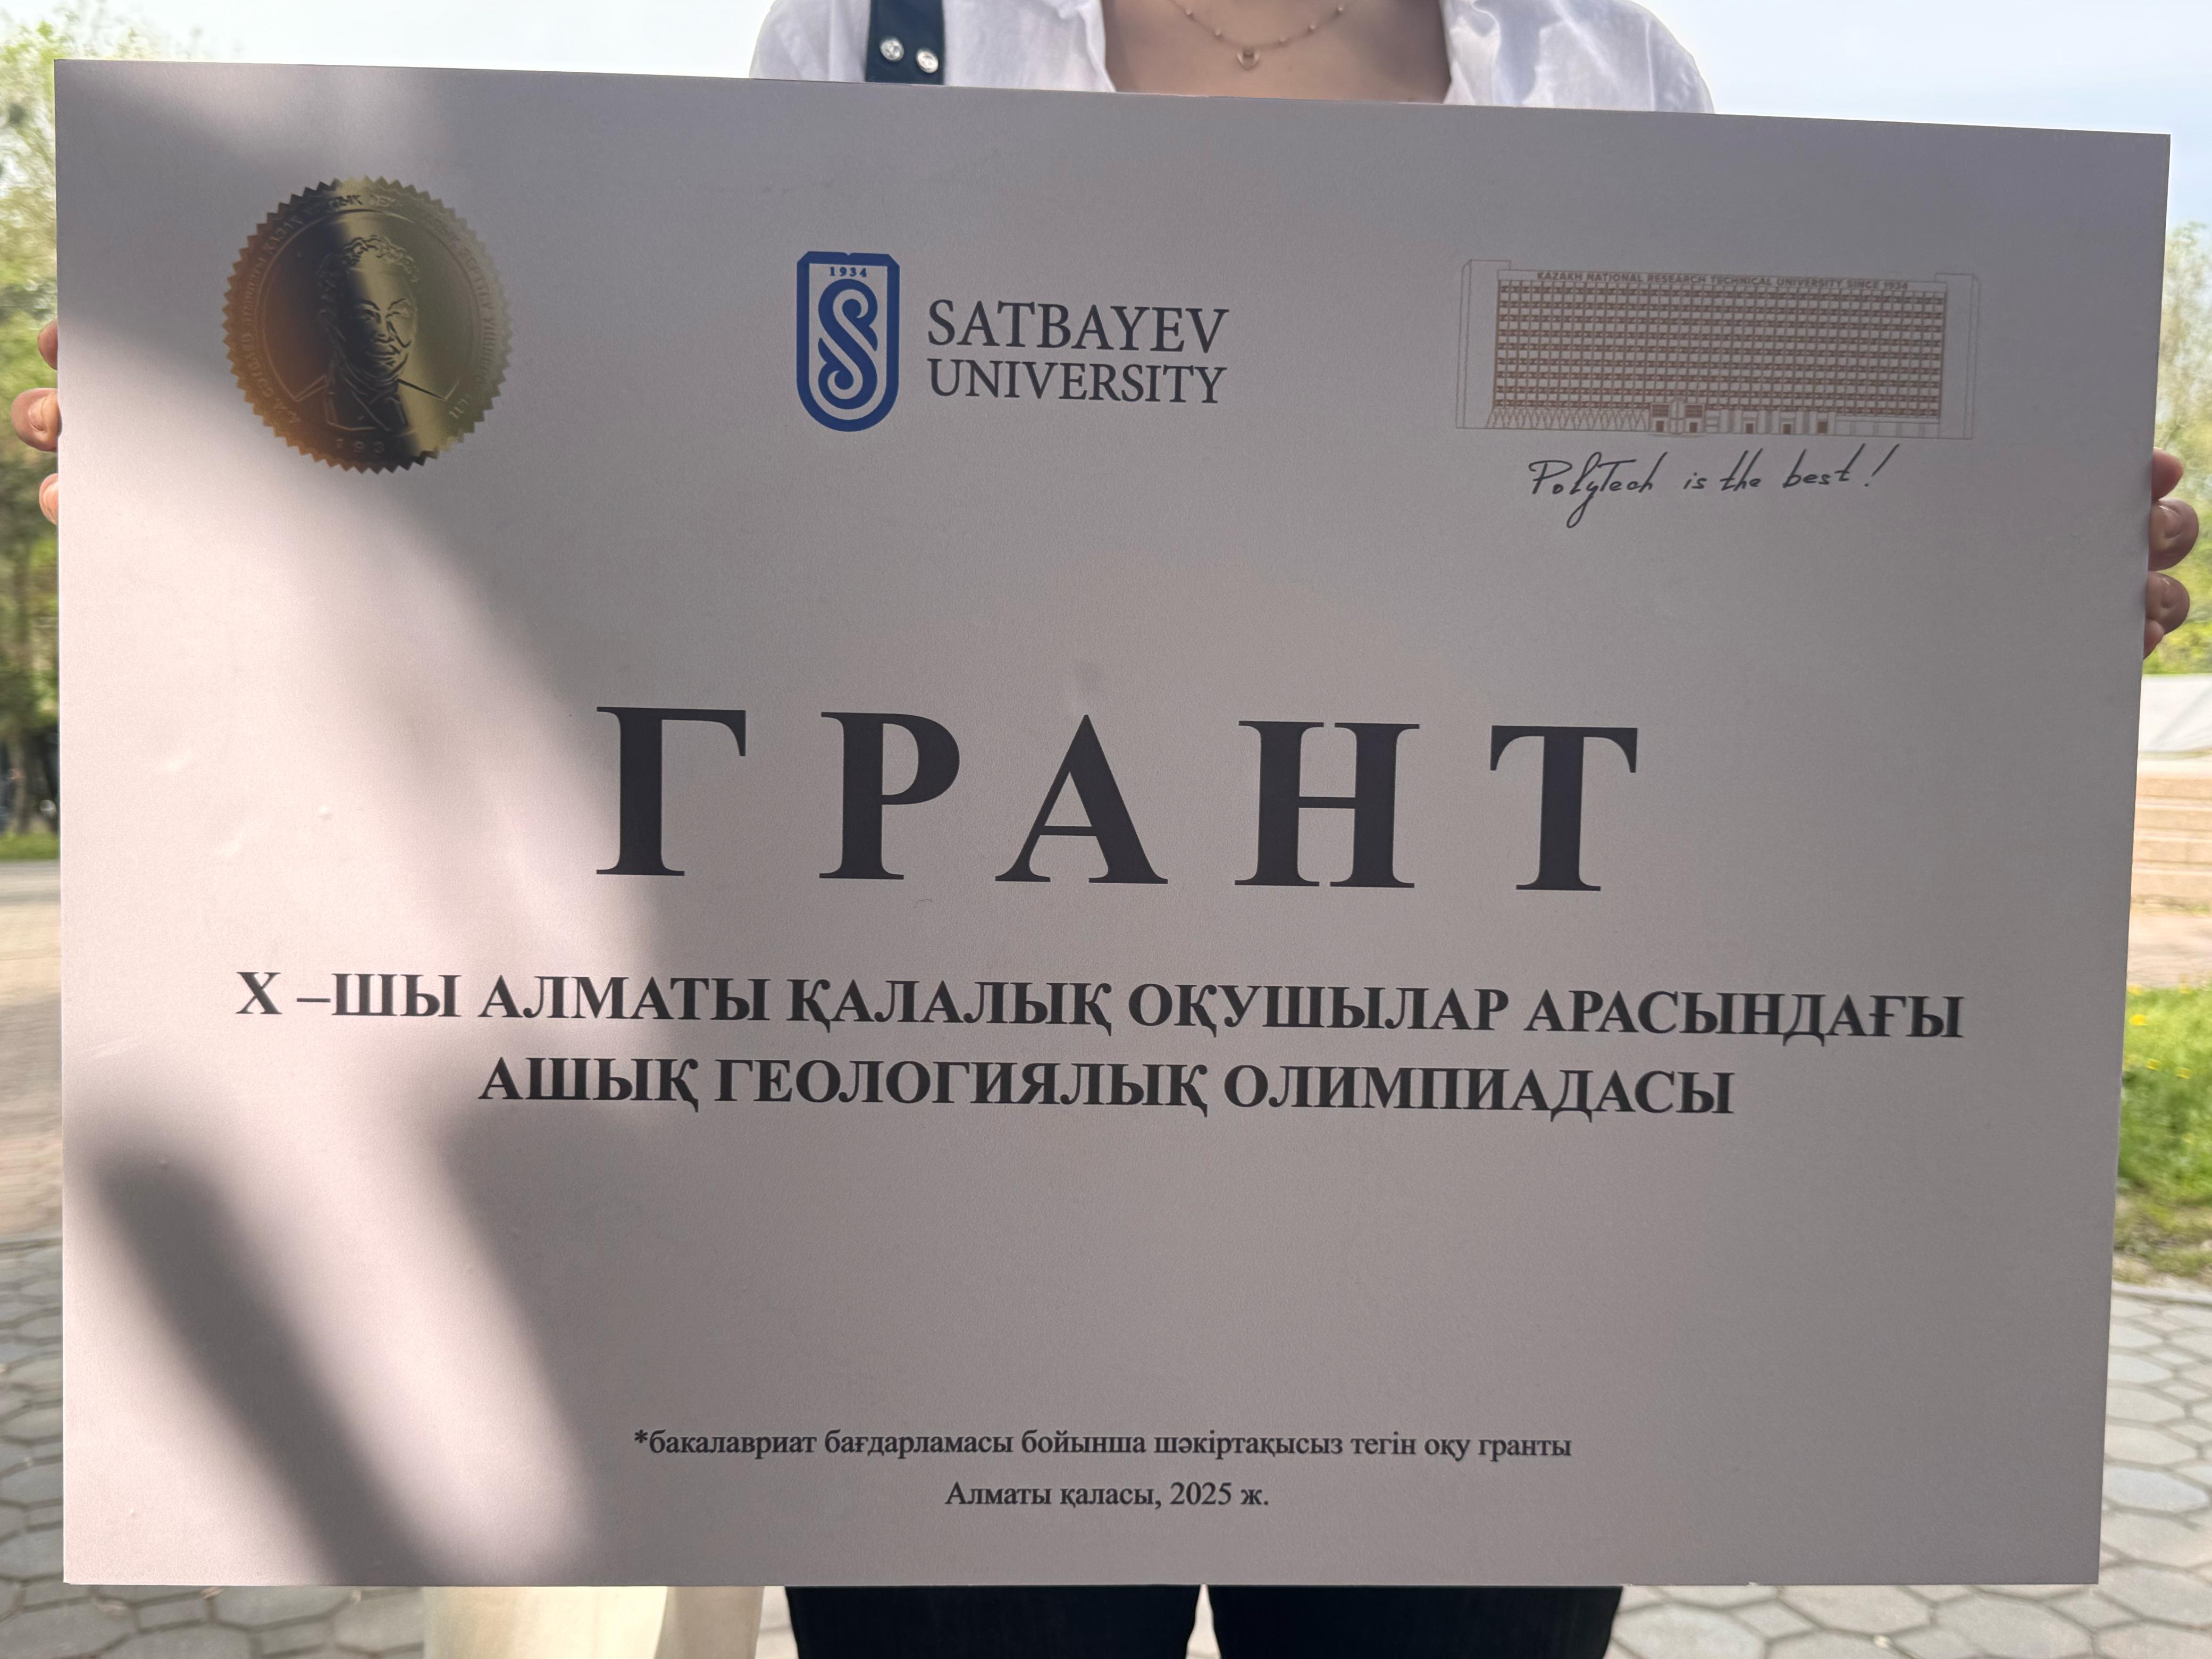 1934
SATBAYEV
UNIVERSITY
KAZAKH NATIONAL RESEARCH TECHNICAL UNIVERSITY SINCE 1934
PolyTech is the best!
ГРАНТ
X –ШЫ АЛМАТЫ ҚАЛАЛЫҚ ОҚУШЫЛАР АРАСЫНДАҒЫ
АШЫҚ ГЕОЛОГИЯЛЫҚ ОЛИМПИАДАСЫ
*бакалавриат бағдарламасы бойынша шәкіртақысыз тегін оқу гранты
Алматы қаласы, 2025 ж.